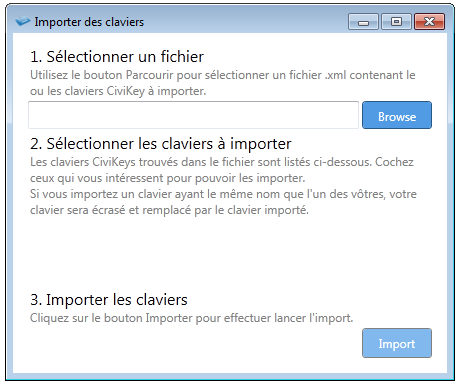 Importer des claviers
1. Sélectionner un fichier
Utilisez le bouton Parcourir pour sélectionner un fichier .xml contenant le
ou les claviers CiviKey à importer.
Browse
2. Sélectionner les claviers à importer
Les claviers CiviKeys trouvés dans le fichier sont listés ci-dessous. Cochez
ceux qui vous intéressent pour pouvoir les importer.
Si vous importez un clavier ayant le même nom que l'un des vôtres, votre
clavier sera écrasé et remplacé par le clavier importé.
3. Importer les claviers
Cliquez sur le bouton Importer pour effectuer lancer l'import.
Import